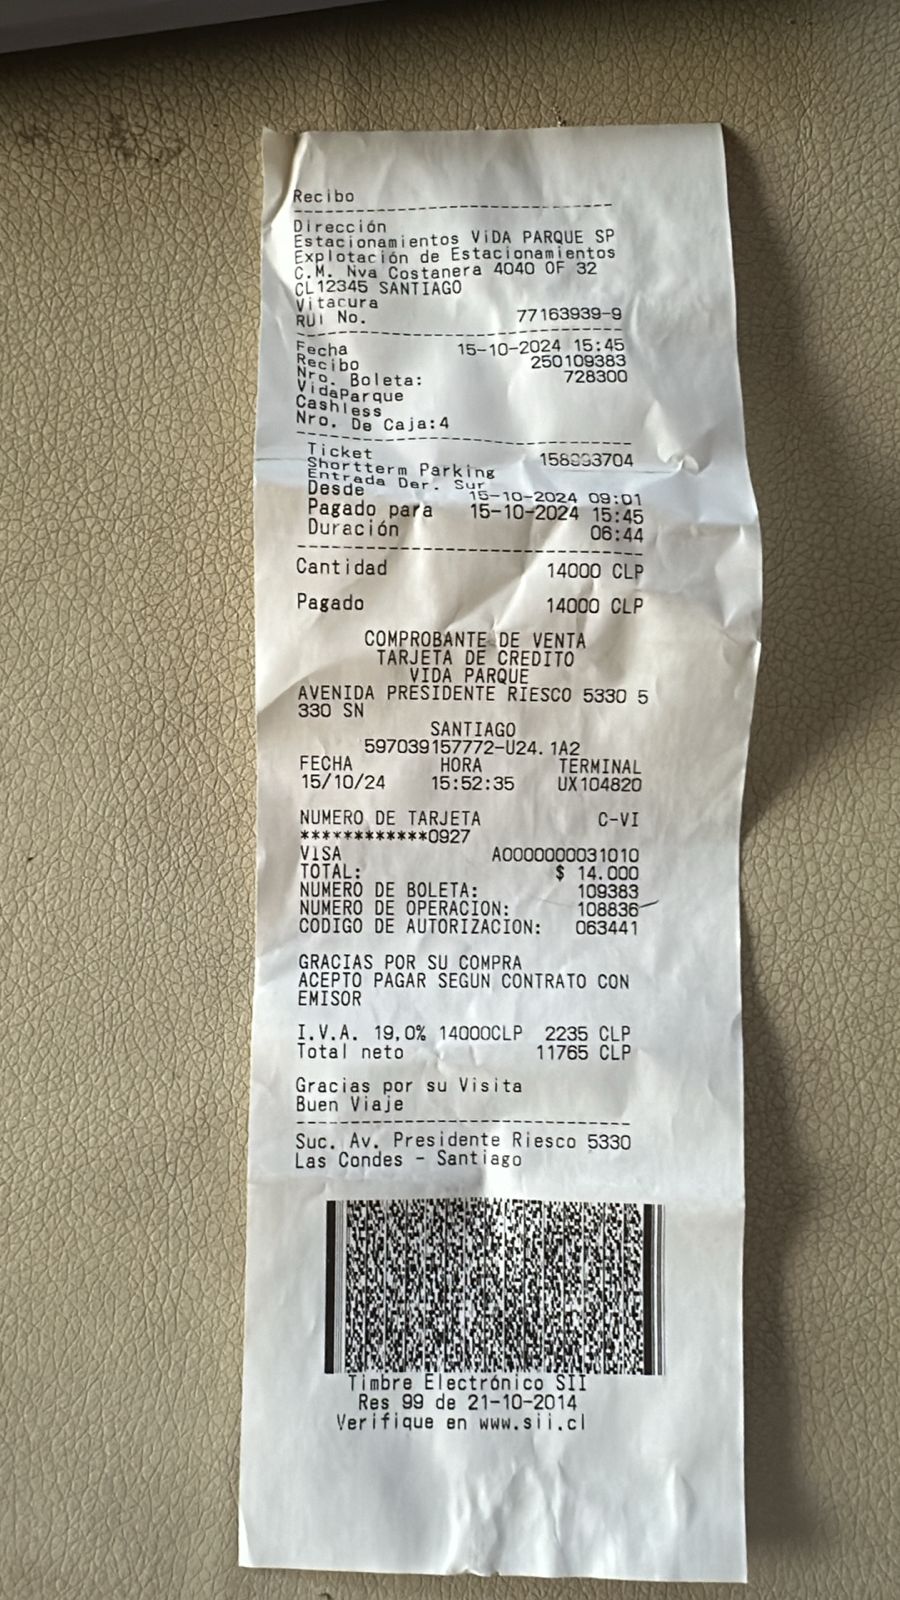 Recibo
Dirección
Estacionamientos ViDA PARQUE SP
Explotación de Estacionamientos
C.M. Nva Costanera 4040 OF 32
CL12345 SANTIAGO
Vitacura
RUT No. 77163939-9
Fecha 15-10-2024 15:45
Recibo 250109383
Nro. Boleta: 728300
VidaParque
Cashless
Nro. De Caja:4
Ticket
Shortterm Parking
Entrada Der. Sur
Desde 15-10-2024 09:01
Pagado para 15-10-2024 15:45
Duración 06:44
Cantidad 14000 CLP
Pagado 14000 CLP
COMPROBANTE DE VENTA
TARJETA DE CREDITO
VIDA PARQUE
AVENIDA PRESIDENTE RIESCO 5330 5
330 SN
SANTIAGO
597039157772-U24.1A2
FECHA HORA TERMINAL
15/10/24 15:52:35 UX104820
NUMERO DE TARJETA C-VI
************0927
VISA A0000000031010
TOTAL: $ 14.000
NUMERO DE BOLETA: 109383
NUMERO DE OPERACION: 108836
CODIGO DE AUTORIZACION: 063441
GRACIAS POR SU COMPRA
ACEPTO PAGAR SEGUN CONTRATO CON
EMISOR
I.V.A. 19,0% 14000CLP 2235 CLP
Total neto 11765 CLP
Gracias por su Visita
Buen Viaje
Suc. Av. Presidente Riesco 5330
Las Condes - Santiago
Timbre Electrónico SII
Res 99 de 21-10-2014
Verifique en www.sii.cl